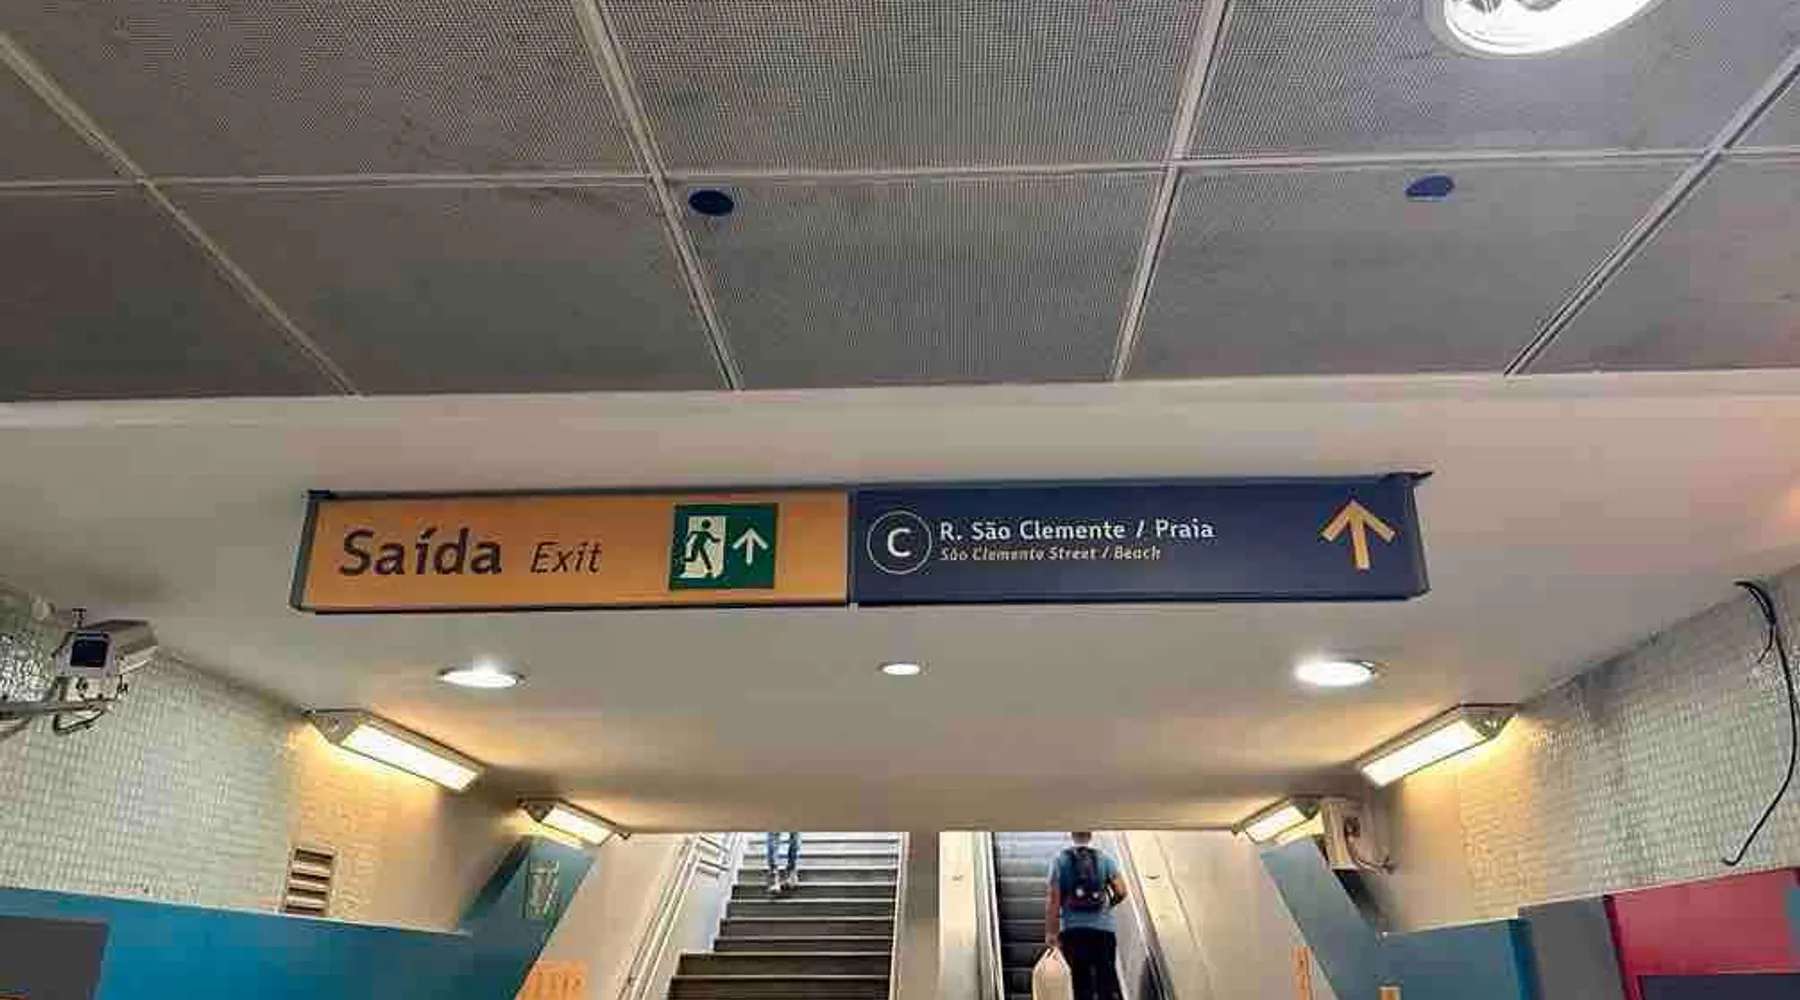 Saída Exit
C
R. São Clemente / Praia
São Clemente Street / Beach